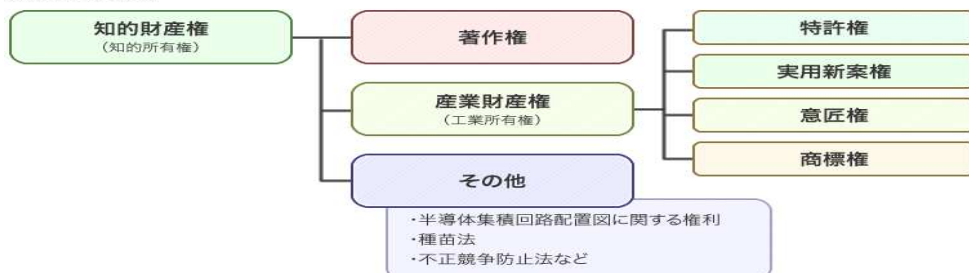 知的財産権
(知的所有権)
著作権
産業財産権
(工業所有権)
その他
・半導体集積回路配置図に関する権利
・種苗法
・不正競争防止法など
特許権
実用新案権
意匠権
商標権